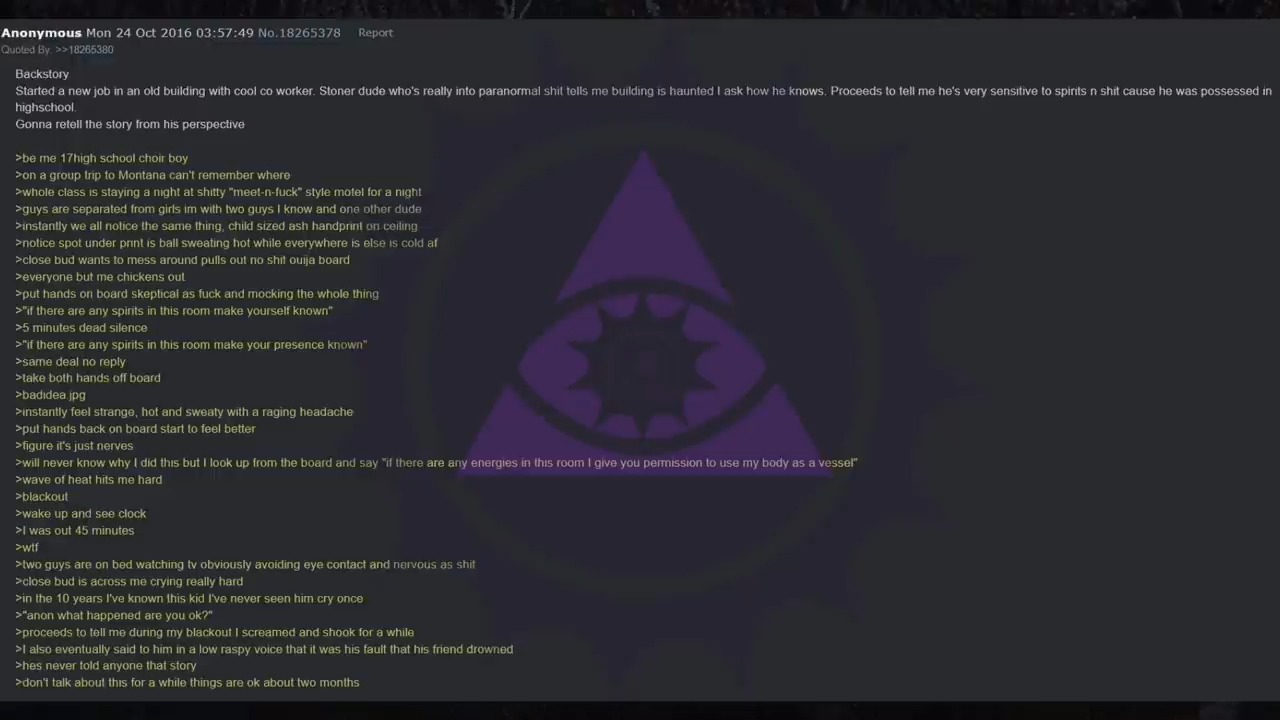 Anonymous Mon 24 Oct 2016 03:57:49 No.18265378 Report
Quoted By: >>18265380
Backstory
Started a new job in an old building with cool co worker. Stoner dude who's really into paranormal shit tells me building is haunted I ask how he knows. Proceeds to tell me he's very sensitive to spirits n shit cause he was possessed in
highschool.
Gonna retell the story from his perspective
>be me 17high school choir boy
>on a group trip to Montana can't remember where
>whole class is staying a night at shitty "meet-n-fuck" style motel for a night
>guys are separated from girls im with two guys I know and one other dude
>instantly we all notice the same thing, child sized ash handprint on ceiling
>notice spot under print is ball sweating hot while everywhere is else is cold af
>close bud wants to mess around pulls out no shit ouija board
>everyone but me chickens out
>put hands on board skeptical as fuck and mocking the whole thing
>"if there are any spirits in this room make yourself known"
>5 minutes dead silence
>"if there are any spirits in this room make your presence known"
>same deal no reply
>take both hands off board
>badidea.jpg
>instantly feel strange, hot and sweaty with a raging headache
>put hands back on board start to feel better
>figure it's just nerves
>will never know why I did this but I look up from the board and say "if there are any energies in this room I give you permission to use my body as a vessel"
>wave of heat hits me hard
>blackout
>wake up and see clock
>I was out 45 minutes
>wtf
>two guys are on bed watching tv obviously avoiding eye contact and nervous as shit
>close bud is across me crying really hard
>in the 10 years I've known this kid I've never seen him cry once
>"anon what happened are you ok?"
>proceeds to tell me during my blackout I screamed and shook for a while
>I also eventually said to him in a low raspy voice that it was his fault that his friend drowned
>hes never told anyone that story
>don't talk about this for a while things are ok about two months